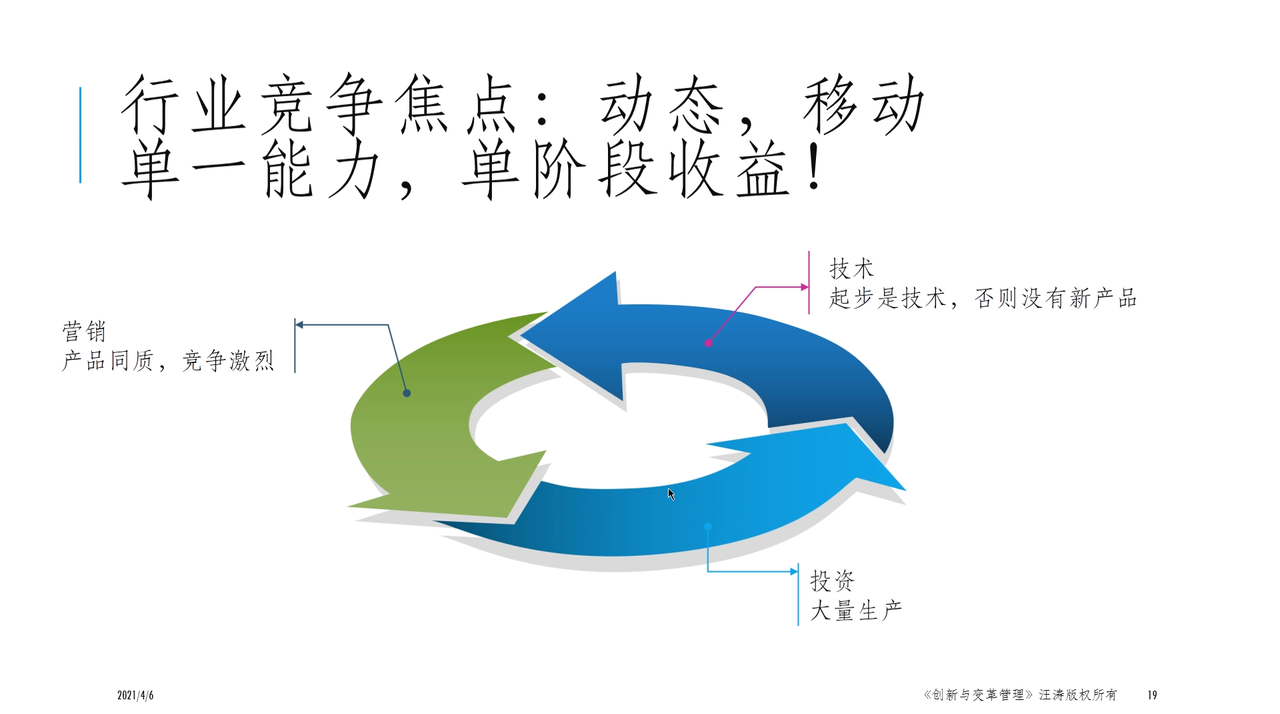 行业竞争焦点：动态，移动
单一能力，单阶段收益！
技术
起步是技术，否则没有新产品
营销
产品同质，竞争激烈
投资
大量生产
2021/4/6
《创新与变革管理》汪涛版权所有
19